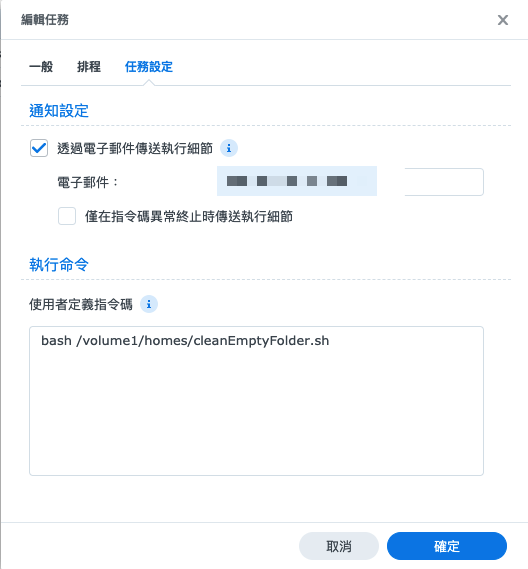 編輯任務
一般 排程 任務設定
通知設定
透過電子郵件傳送執行細節
電子郵件：
僅在指令碼異常終止時傳送執行細節
執行命令
使用者定義指令碼
bash /volume1/homes/cleanEmptyFolder.sh
取消 確定